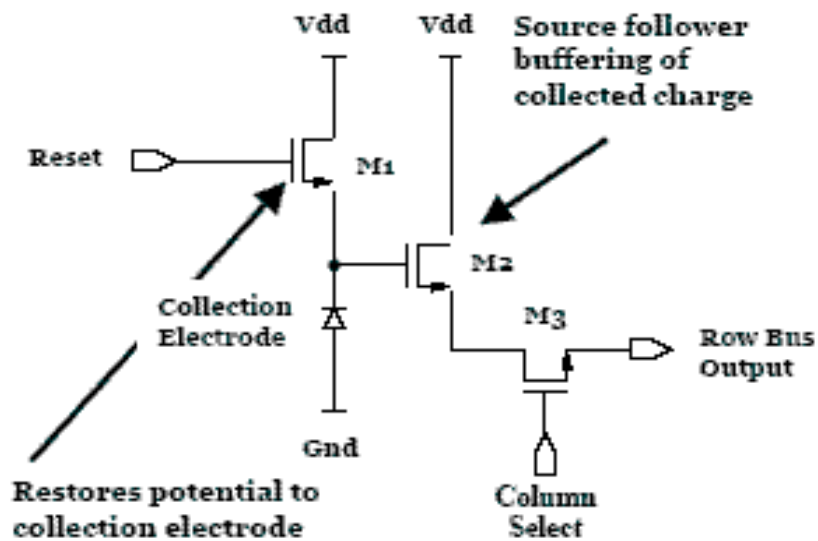 Vdd
Vdd
Source follower
buffering of
collected charge
Reset
M1
M2
Collection
Electrode
M3
Row Bus
Output
Gnd
Restores potential to
collection electrode
Column
Select